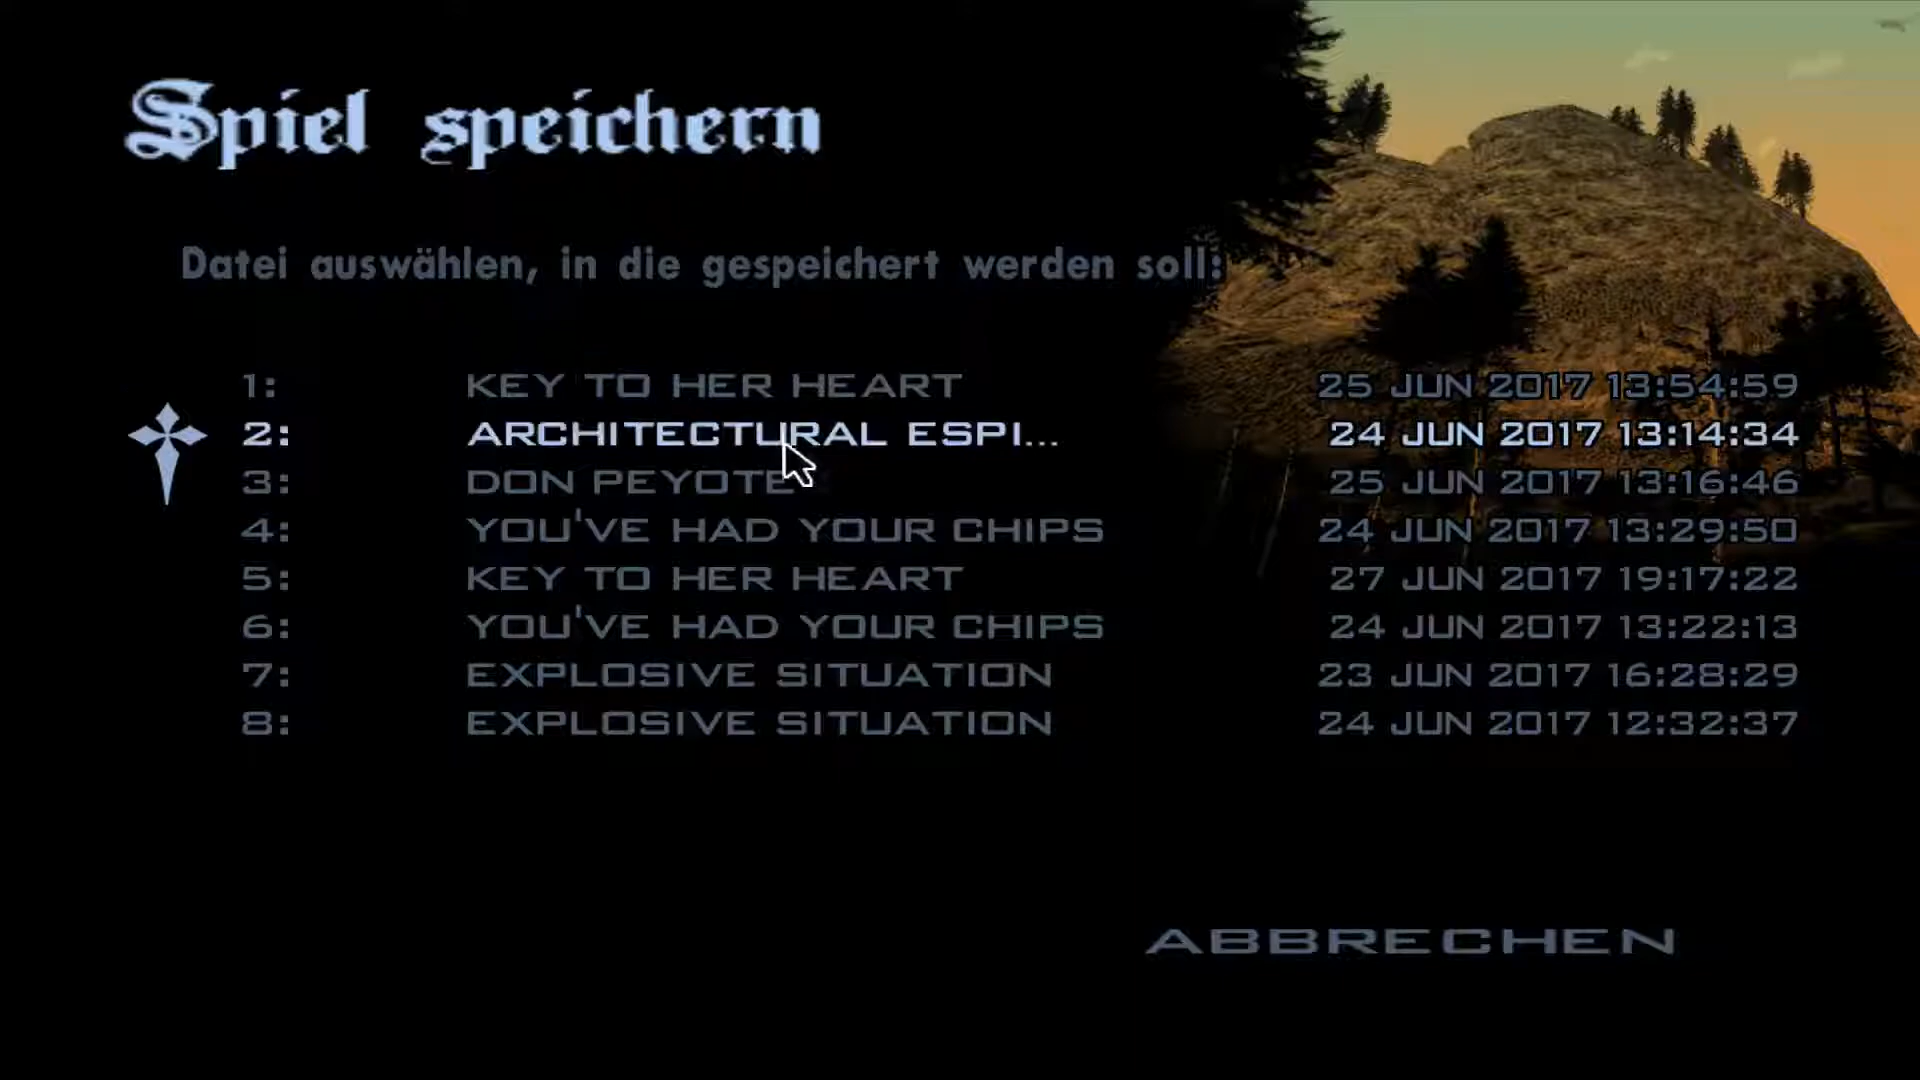 Spiel speichern
Datei auswählen, in die gespeichert werden soll:
1: KEY TO HER HEART 25 JUN 2017 13:54:59
2: ARCHITECTURAL ESPI... 24 JUN 2017 13:14:34
3: DON PEYOTE 25 JUN 2017 13:16:46
4: YOU'VE HAD YOUR CHIPS 24 JUN 2017 13:29:50
5: KEY TO HER HEART 27 JUN 2017 19:17:22
6: YOU'VE HAD YOUR CHIPS 24 JUN 2017 13:22:13
7: EXPLOSIVE SITUATION 23 JUN 2017 16:28:29
8: EXPLOSIVE SITUATION 24 JUN 2017 12:32:37
ABBRECHEN